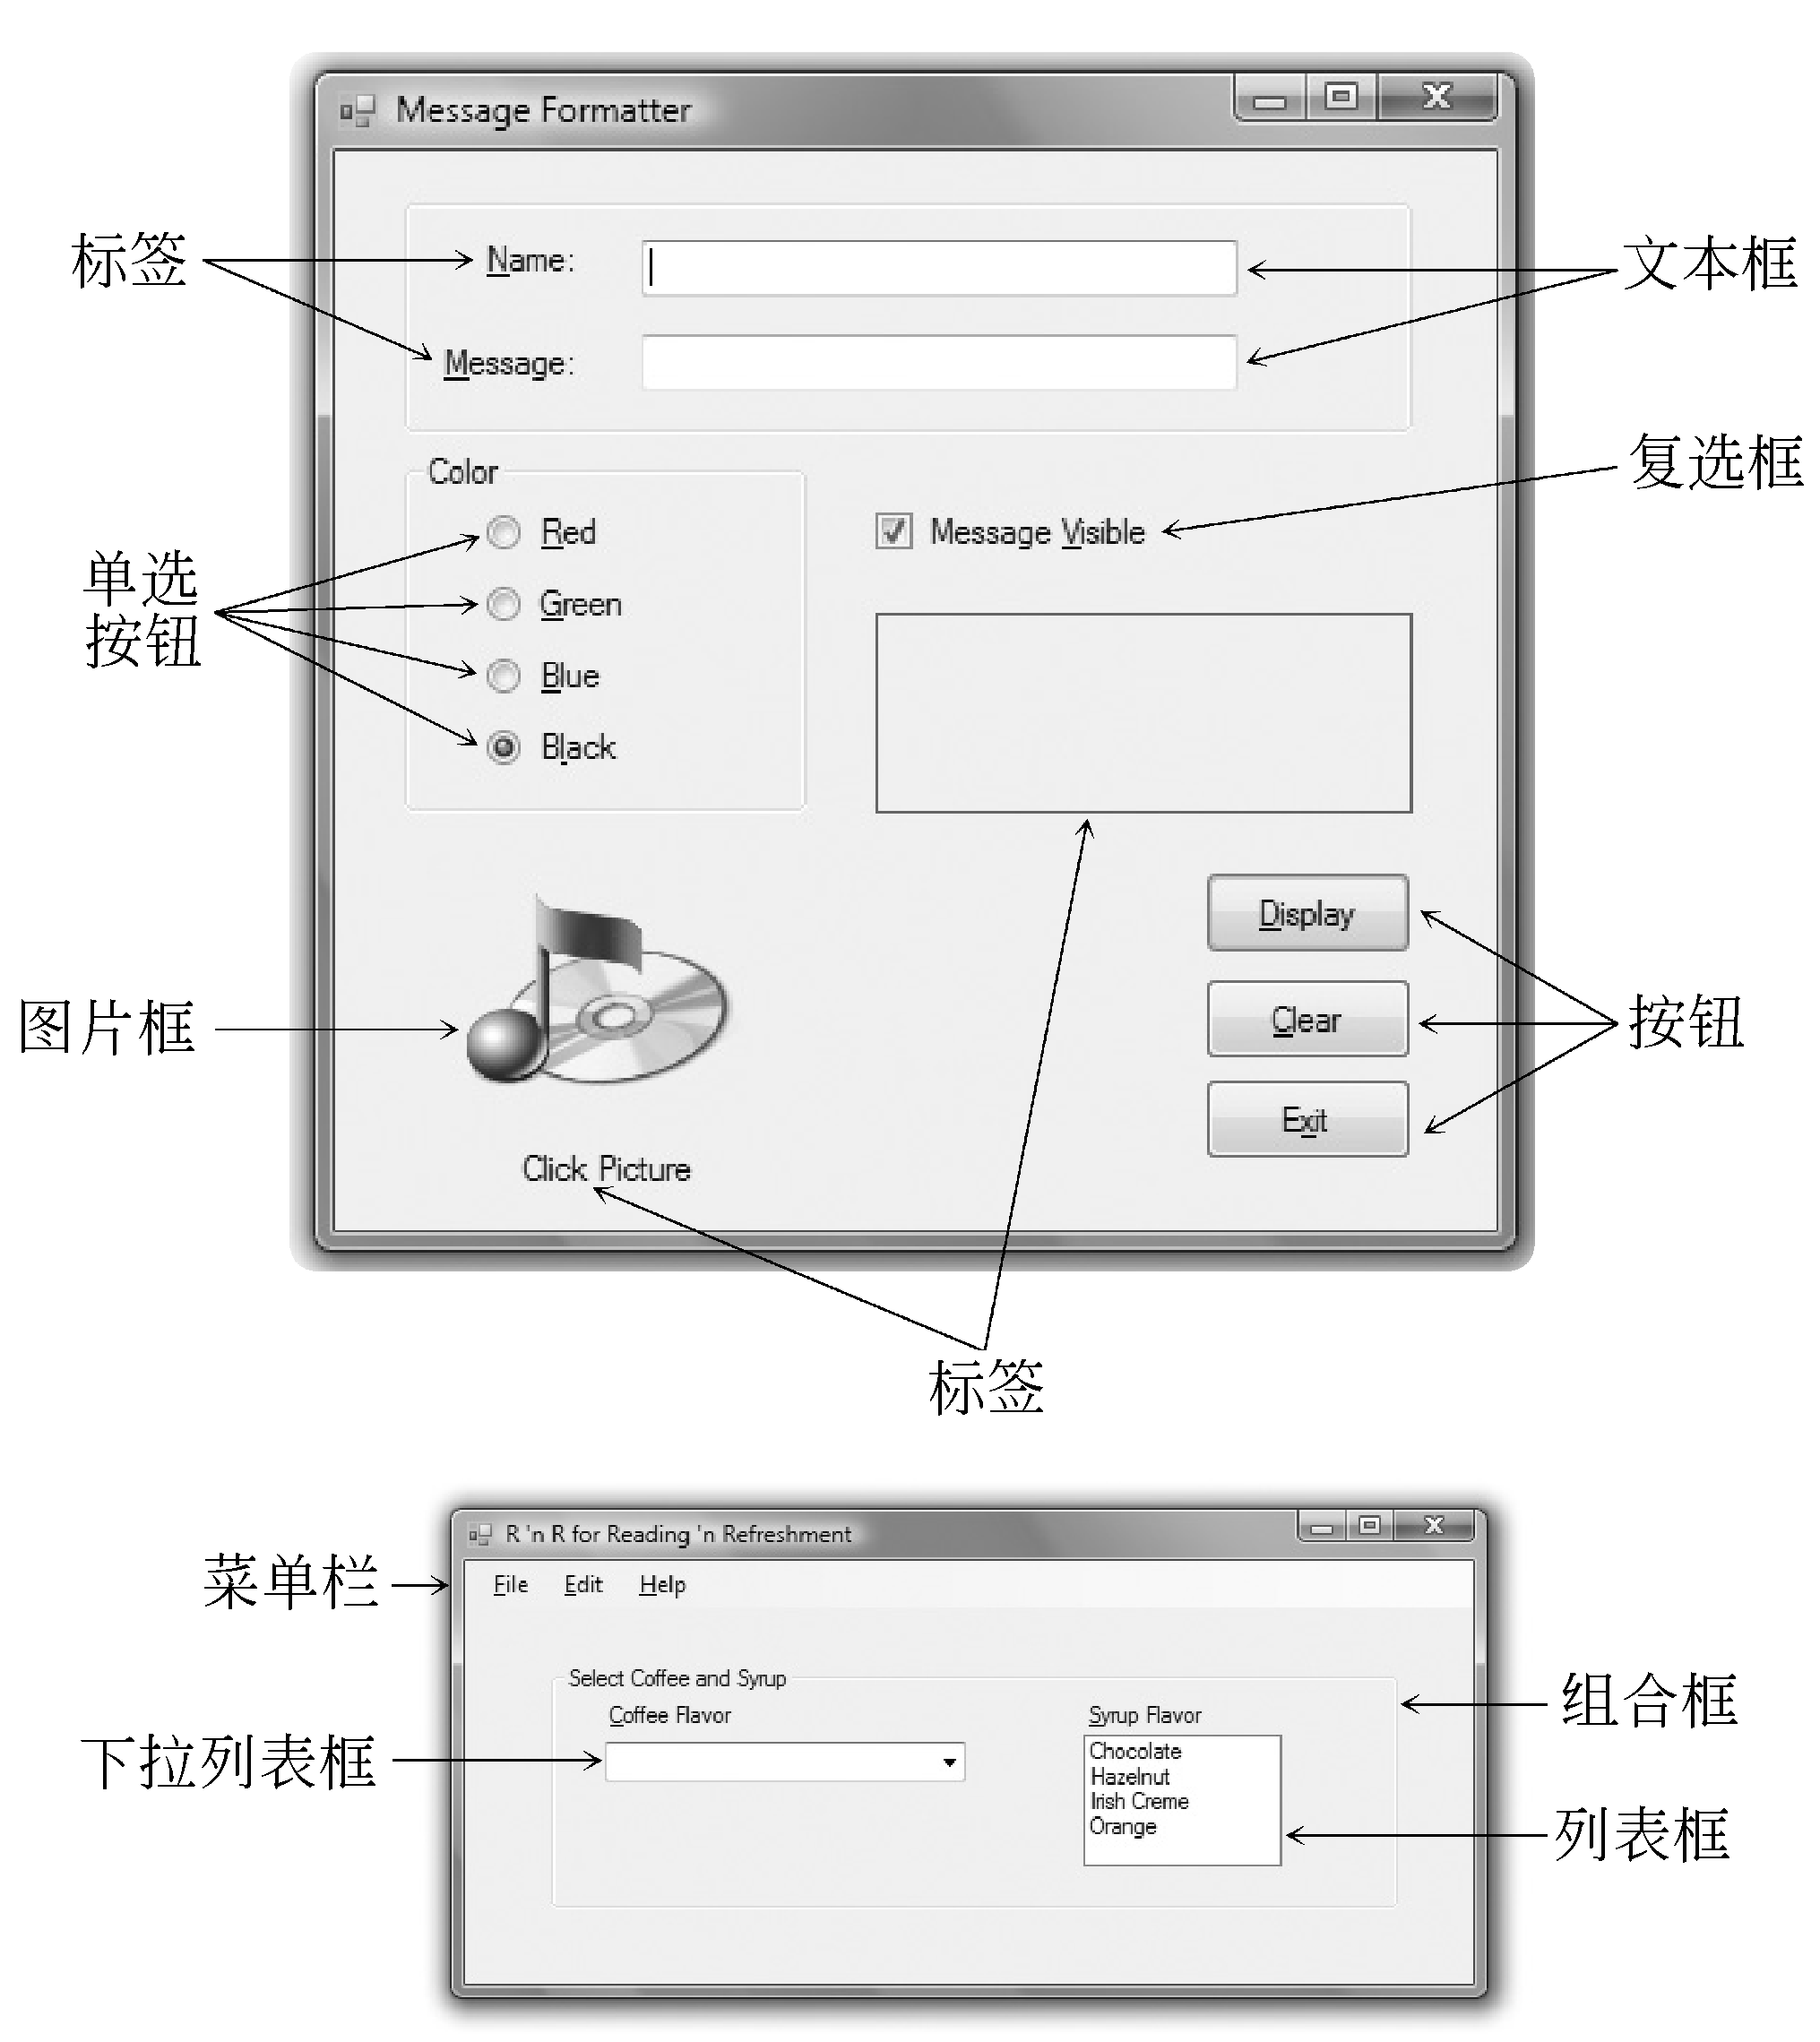 Message Formatter
标签
Name:
文本框
Message:
复选框
Color
Message Visible
单选
按钮
Red
Green
Blue
Black
Display
图片框
Clear
按钮
Exit
Click Picture
标签
R 'n R for Reading 'n Refreshment
菜单栏
File Edit Help
Select Coffee and Syrup
组合框
Coffee Flavor
Syrup Flavor
下拉列表框
Chocolate
Hazelnut
Irish Creme
Orange
列表框